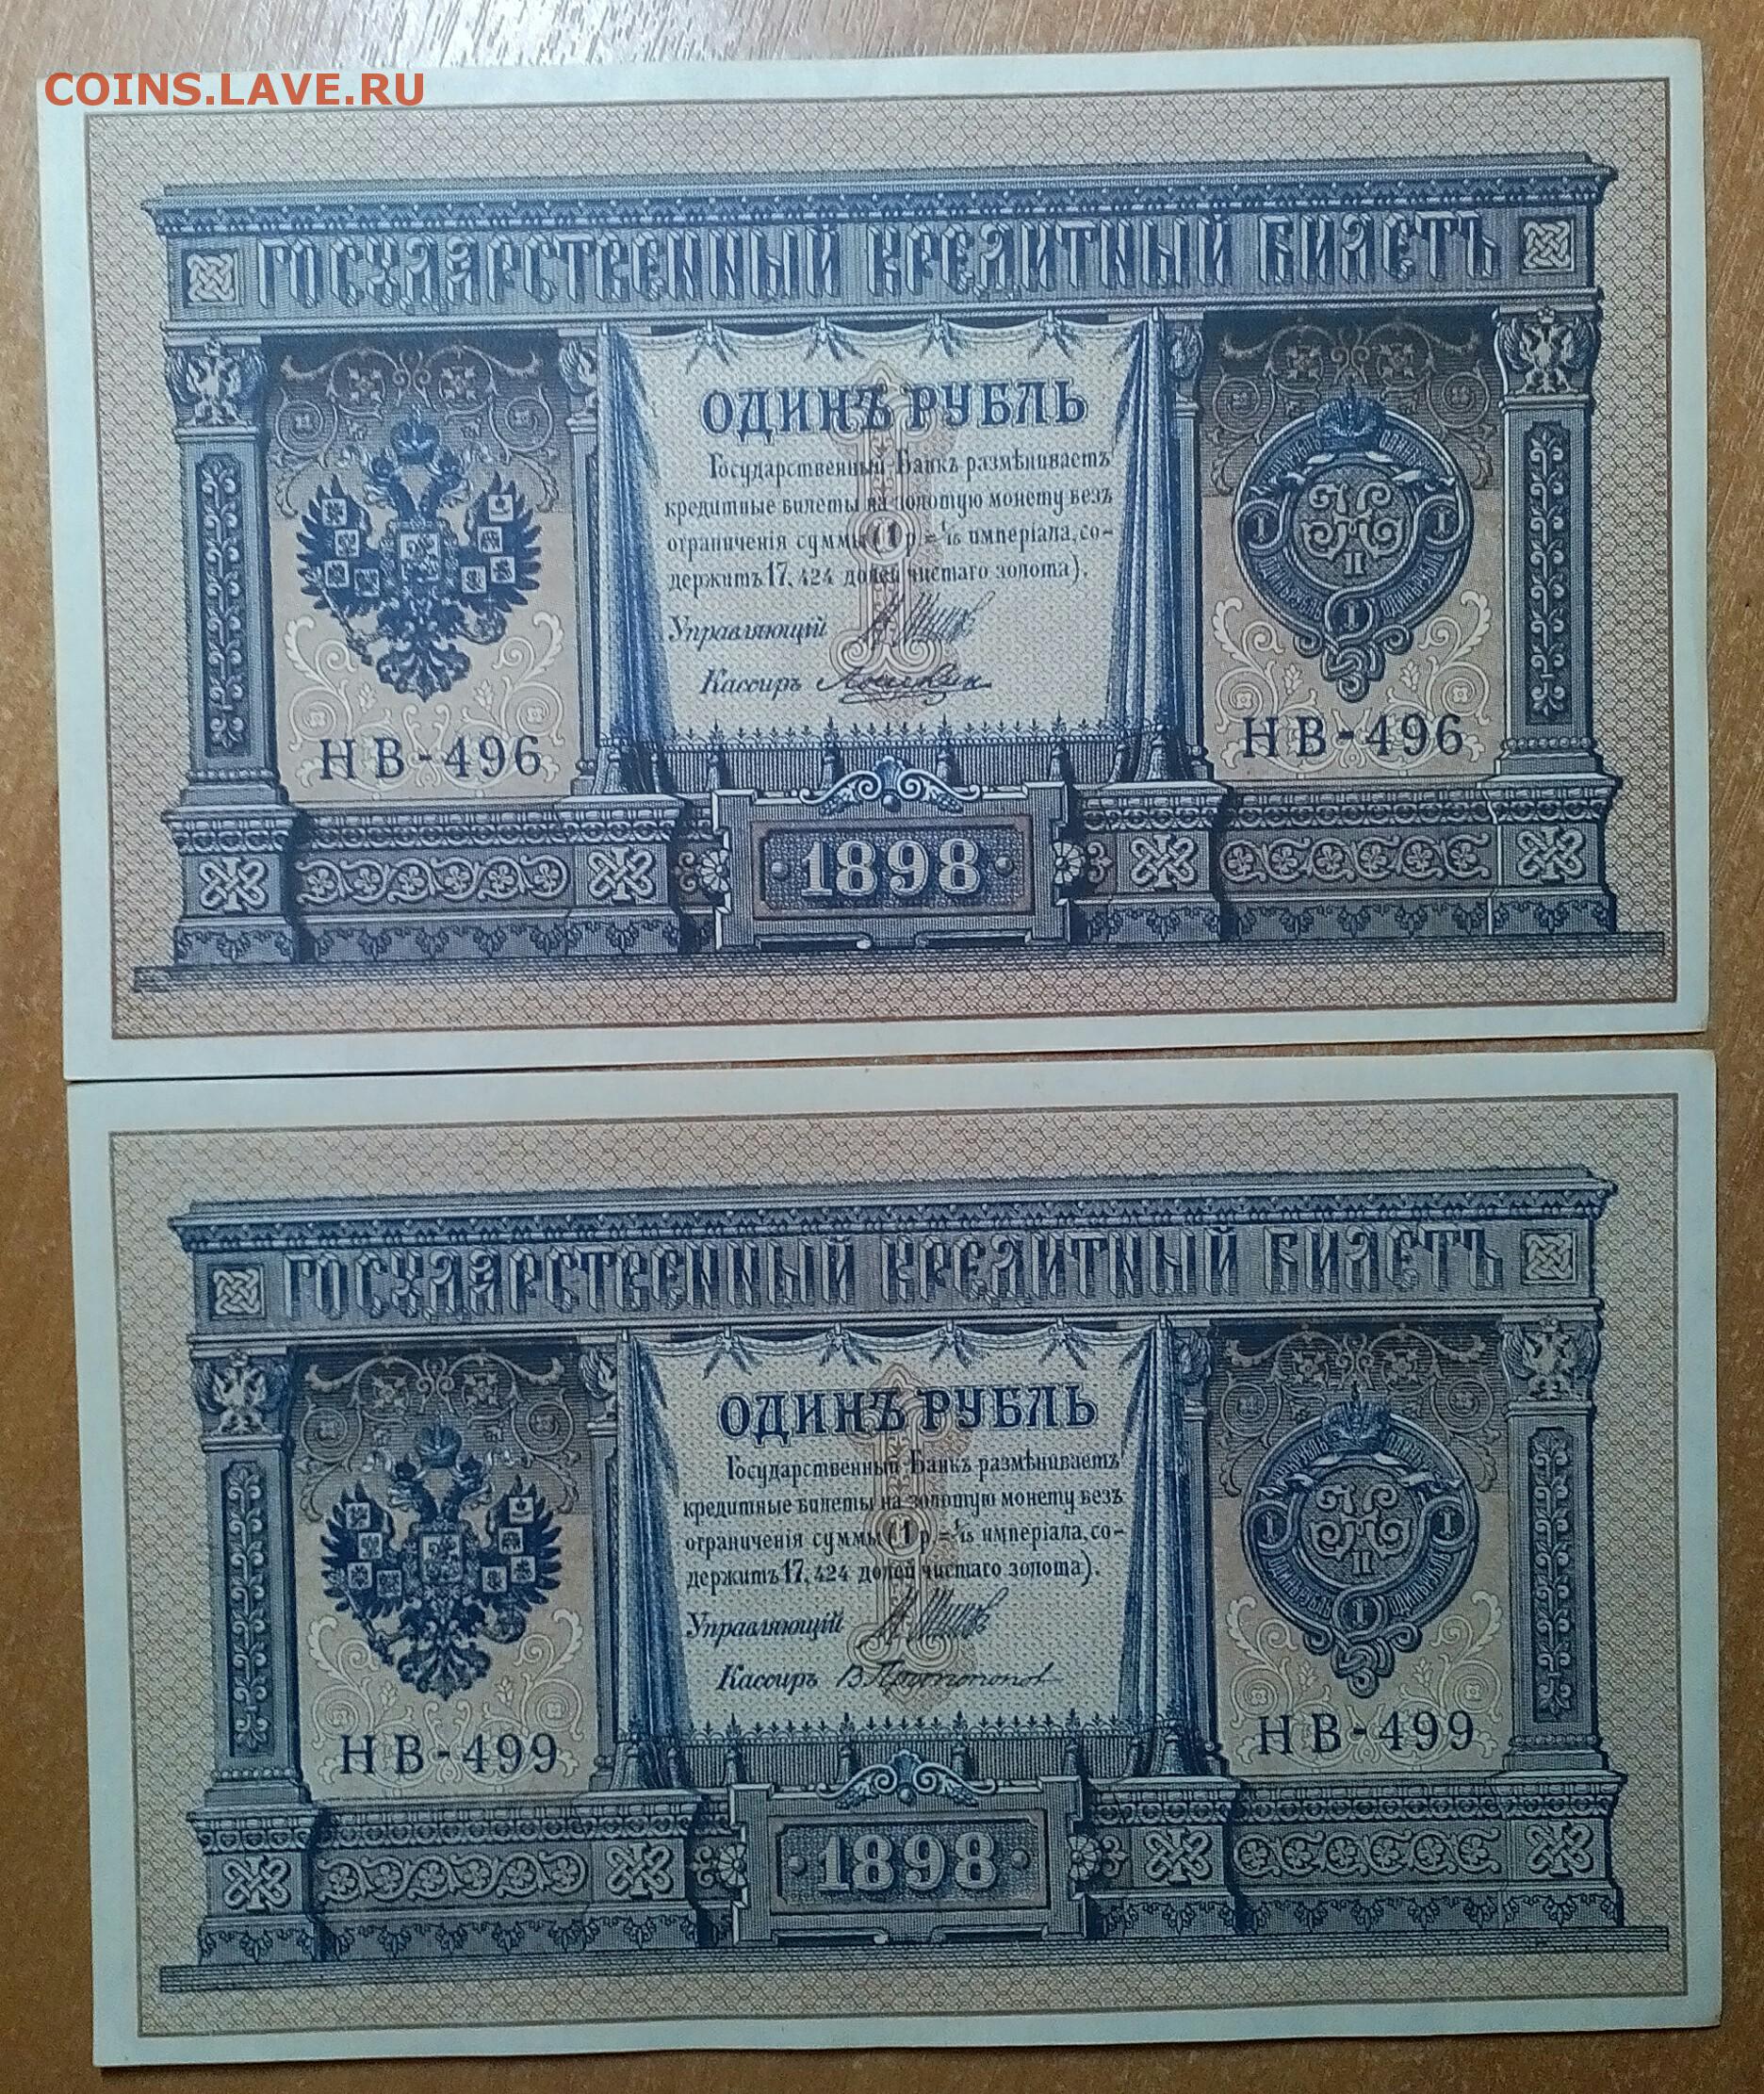 COINS.LAVE.RU
ГОСУДАРСТВЕННЫЙ КРЕДИТНЫЙ БИЛЕТЪ
ОДИНЪ РУБЛЬ
Государственный Банкъ размѣниваетъ
кредитные билеты на золотую монету безъ
ограниченія суммы (1 р. = 1/15 имперіала, со-
держитъ 17,424 долей чистаго золота).
Управляющій И. Шиповъ
Кассиръ
НВ-496 НВ-496
1898
ГОСУДАРСТВЕННЫЙ КРЕДИТНЫЙ БИЛЕТЪ
ОДИНЪ РУБЛЬ
Государственный Банкъ размѣниваетъ
кредитные билеты на золотую монету безъ
ограниченія суммы (1 р. = 1/15 имперіала, со-
держитъ 17,424 долей чистаго золота).
Управляющій И. Шиповъ
Кассиръ В. Протопопов
НВ-499 НВ-499
1898